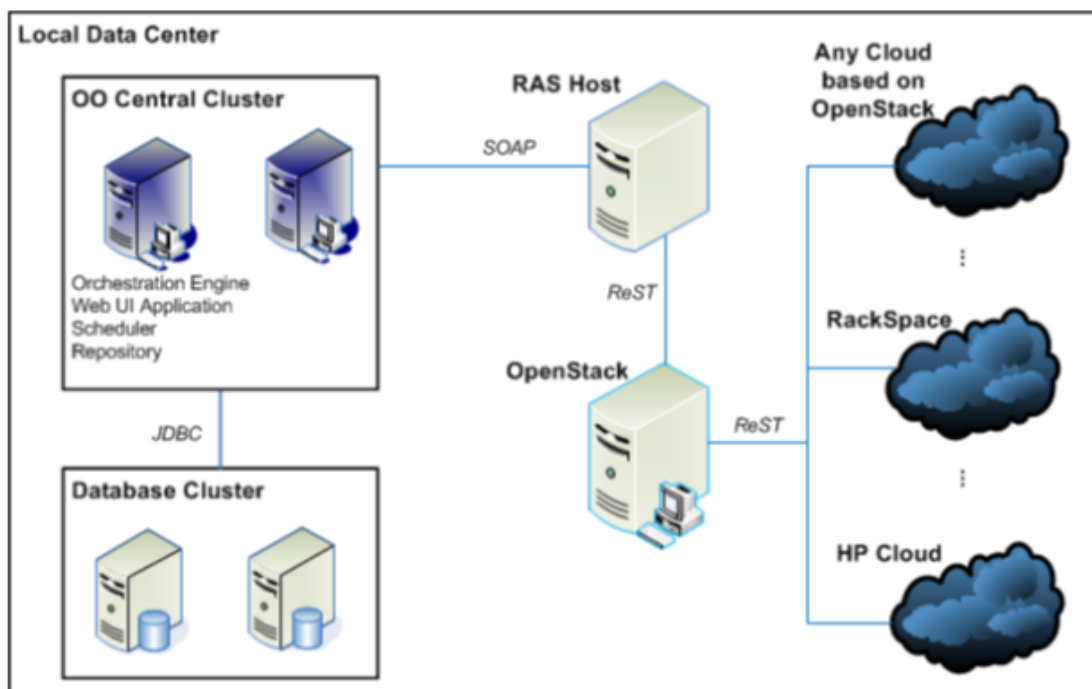 Local Data Center
OO Central Cluster
Orchestration Engine
Web UI Application
Scheduler
Repository
JDBC
Database Cluster
SOAP
RAS Host
ReST
OpenStack
ReST
Any Cloud
based on
OpenStack
...
RackSpace
...
HP Cloud